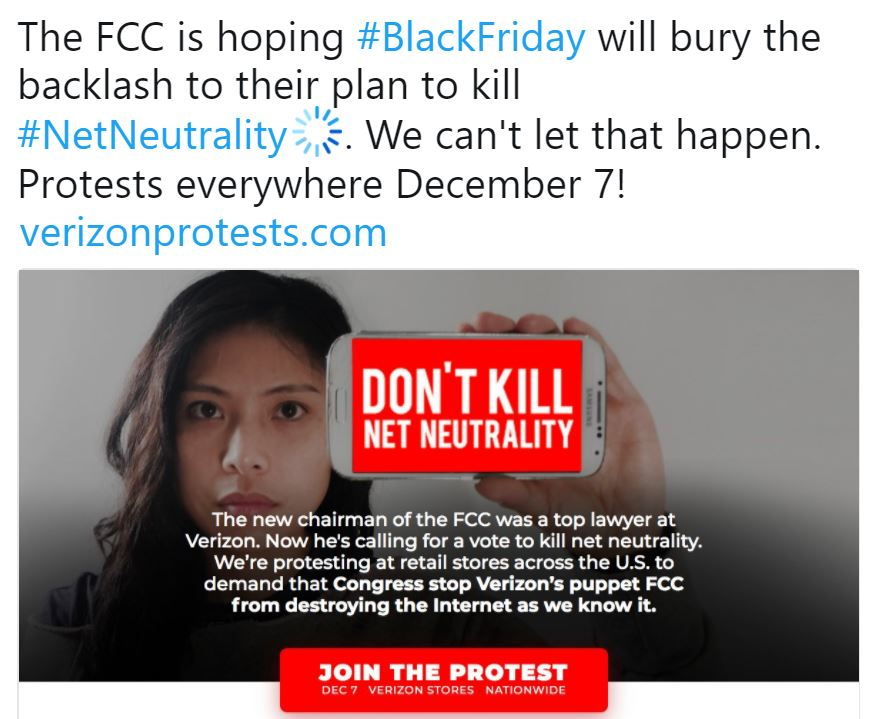 The FCC is hoping #BlackFriday will bury the
backlash to their plan to kill
#NetNeutrality. We can't let that happen.
Protests everywhere December 7!
verizonprotests.com
DON'T KILL
NET NEUTRALITY
SAMSUNG
The new chairman of the FCC was a top lawyer at
Verizon. Now he's calling for a vote to kill net neutrality.
We're protesting at retail stores across the U.S. to
demand that Congress stop Verizon's puppet FCC
from destroying the Internet as we know it.
JOIN THE PROTEST
DEC 7 VERIZON STORES NATIONWIDE